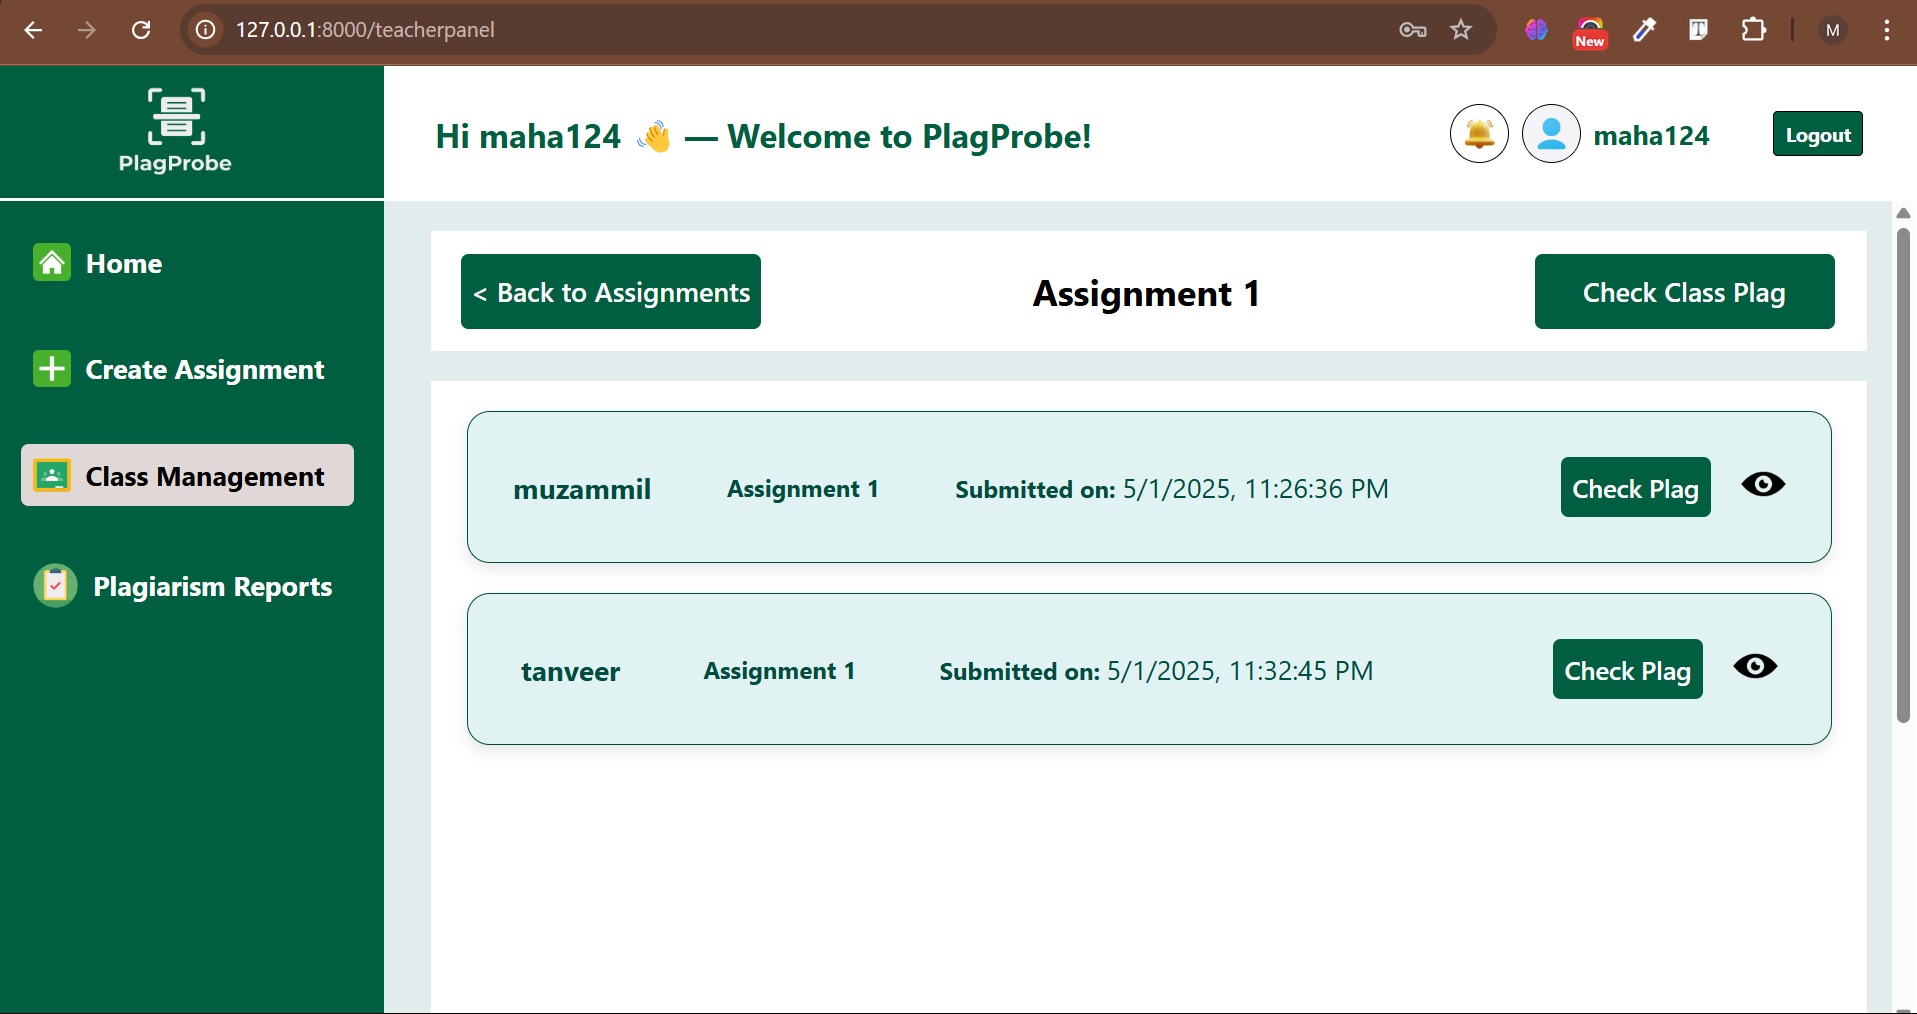 127.0.0.1:8000/teacherpanel
New
M
PlagProbe
Hi maha124 👋 — Welcome to PlagProbe!
maha124
Logout
Home
Create Assignment
Class Management
Plagiarism Reports
< Back to Assignments
Assignment 1
Check Class Plag
muzammil Assignment 1 Submitted on: 5/1/2025, 11:26:36 PM Check Plag
tanveer Assignment 1 Submitted on: 5/1/2025, 11:32:45 PM Check Plag